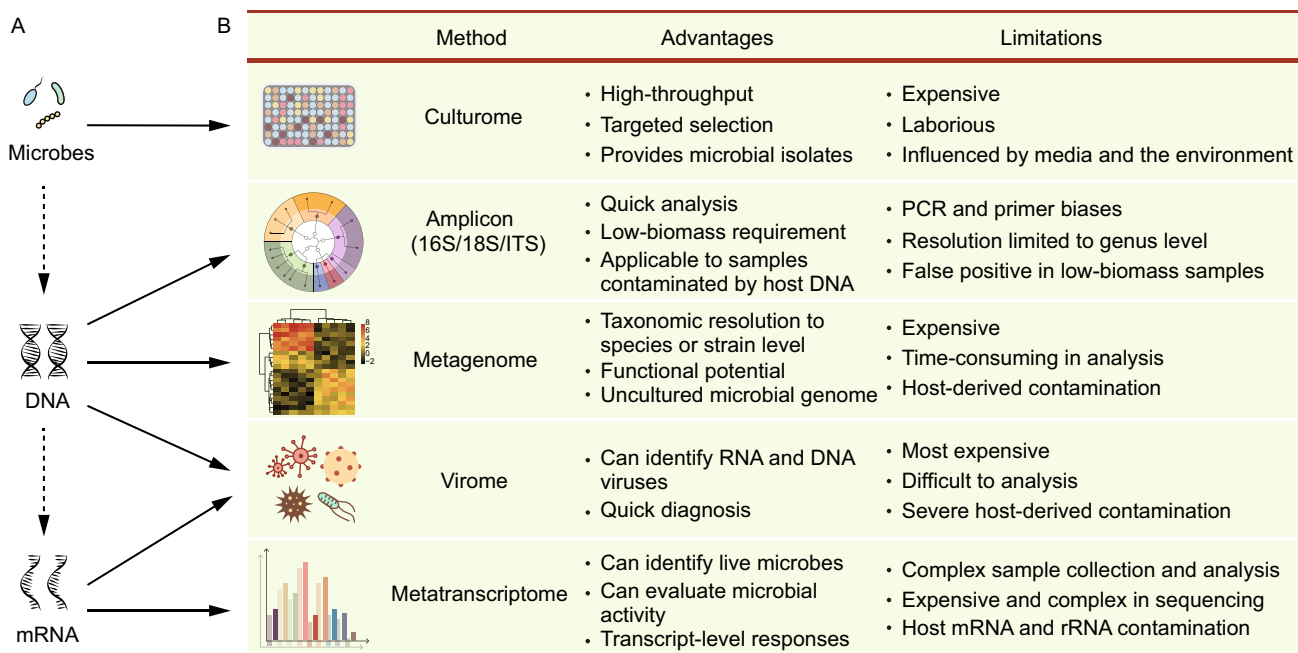 A
B
Method
Advantages
Limitations
Microbes
Culturome
• High-throughput
• Targeted selection
• Provides microbial isolates
• Expensive
• Laborious
• Influenced by media and the environment
Amplicon
(16S/18S/ITS)
• Quick analysis
• Low-biomass requirement
• Applicable to samples
contaminated by host DNA
• PCR and primer biases
• Resolution limited to genus level
• False positive in low-biomass samples
DNA
8
6
4
2
0
−2
Metagenome
• Taxonomic resolution to
species or strain level
• Functional potential
• Uncultured microbial genome
• Expensive
• Time-consuming in analysis
• Host-derived contamination
Virome
• Can identify RNA and DNA
viruses
• Quick diagnosis
• Most expensive
• Difficult to analysis
• Severe host-derived contamination
mRNA
Metatranscriptome
• Can identify live microbes
• Can evaluate microbial
activity
• Transcript-level responses
• Complex sample collection and analysis
• Expensive and complex in sequencing
• Host mRNA and rRNA contamination